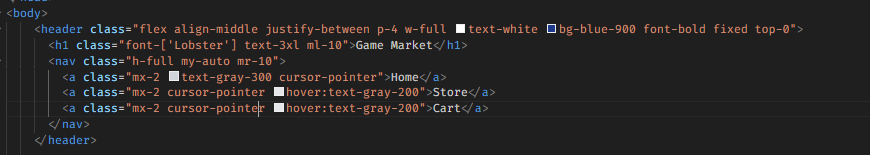 <body>
<header class="flex align-middle justify-between p-4 w-full text-white bg-blue-900 font-bold fixed top-0">
<h1 class="font-['Lobster'] text-3xl ml-10">Game Market</h1>
<nav class="h-full my-auto mr-10">
<a class="mx-2 text-gray-300 cursor-pointer">Home</a>
<a class="mx-2 cursor-pointer hover:text-gray-200">Store</a>
<a class="mx-2 cursor-pointer hover:text-gray-200">Cart</a>
</nav>
</header>